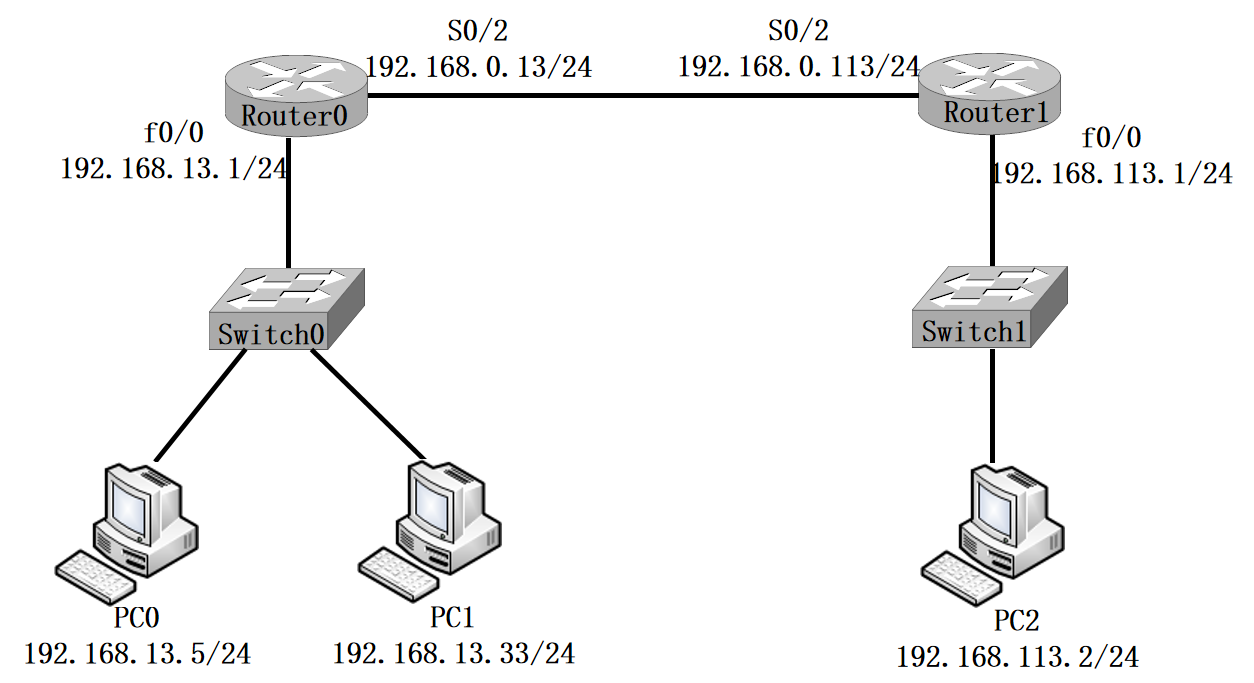 S0/2
192.168.0.13/24
S0/2
192.168.0.113/24
Router0
Router1
f0/0
192.168.13.1/24
f0/0
192.168.113.1/24
Switch0
Switch1
PC0
192.168.13.5/24
PC1
192.168.13.33/24
PC2
192.168.113.2/24